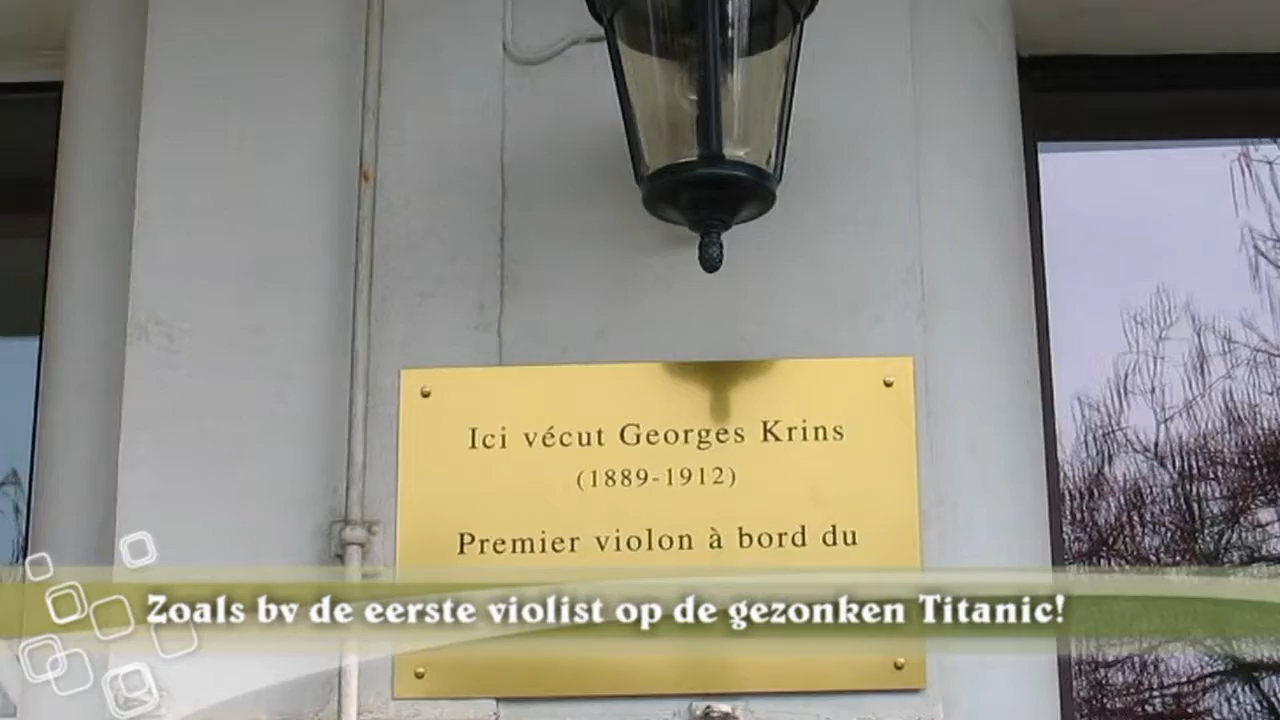 Ici vécut Georges Krins
(1889-1912)
Premier violon à bord du
Zoals bv de eerste violist op de gezonken Titanic!